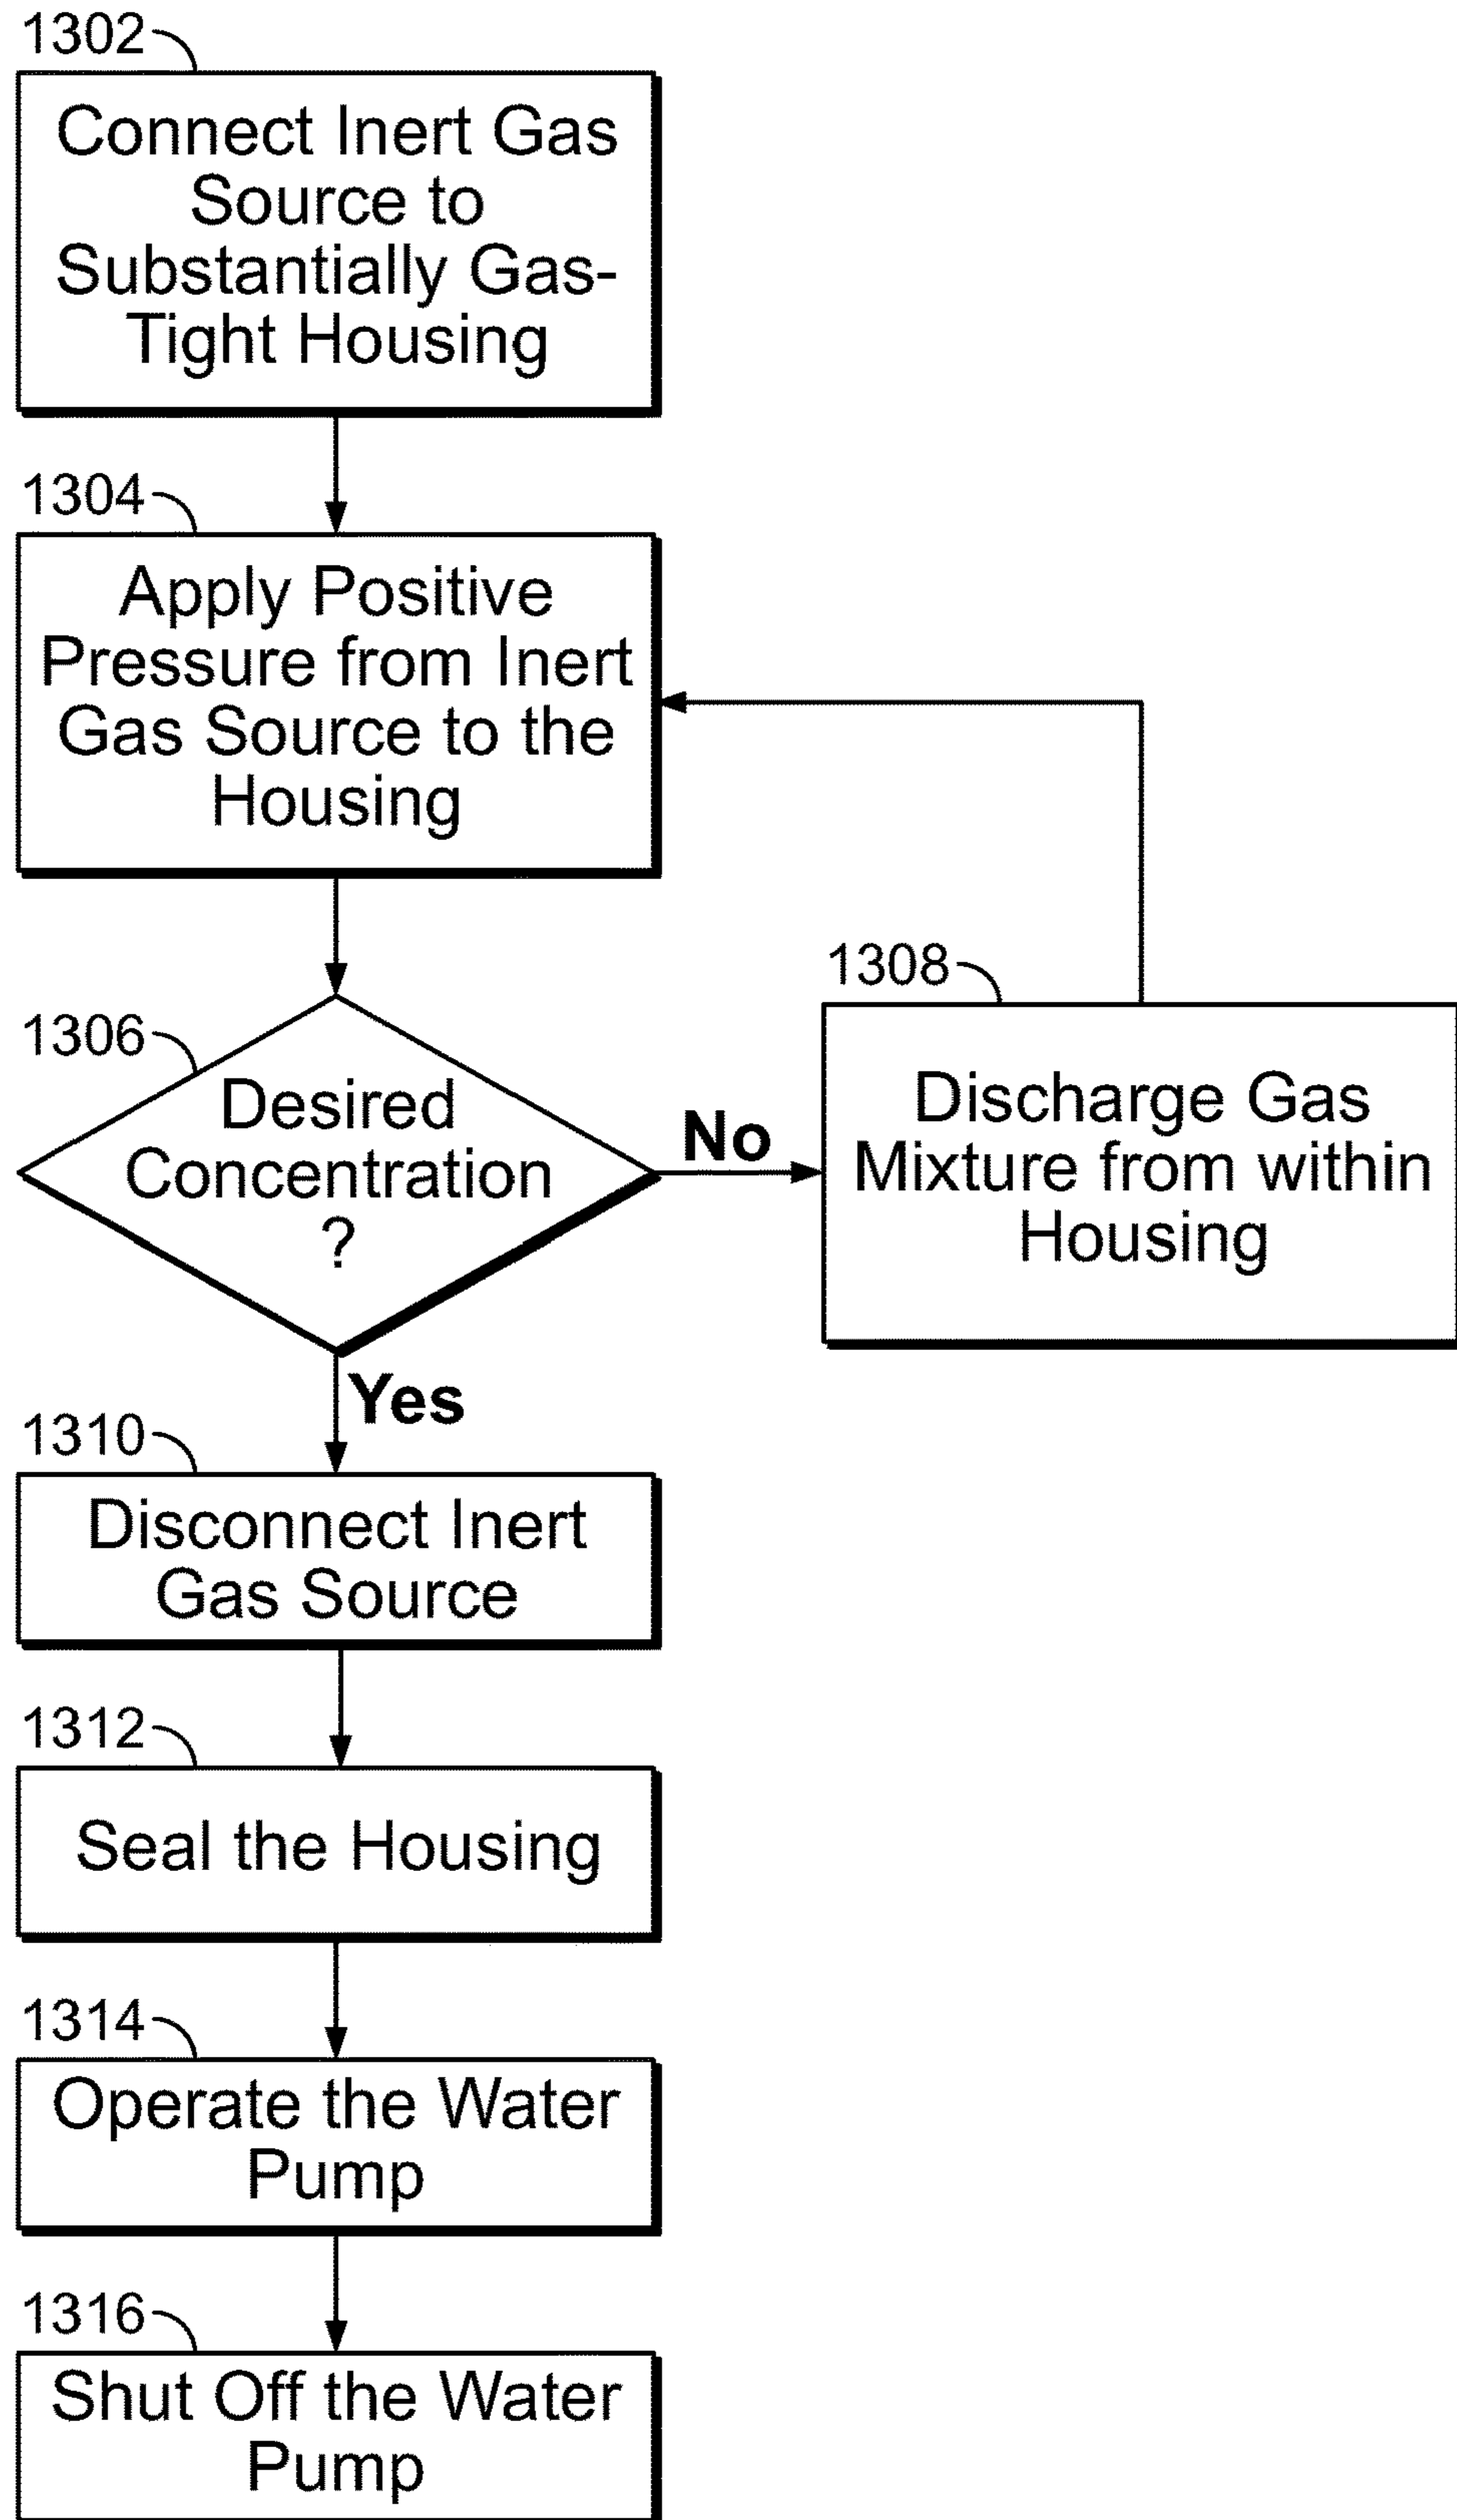 1302
Connect Inert Gas
Source to
Substantially Gas-
Tight Housing
1304
Apply Positive
Pressure from Inert
Gas Source to the
Housing
1306
Desired
Concentration
?
No
1308
Discharge Gas
Mixture from within
Housing
Yes
1310
Disconnect Inert
Gas Source
1312
Seal the Housing
1314
Operate the Water
Pump
1316
Shut Off the Water
Pump